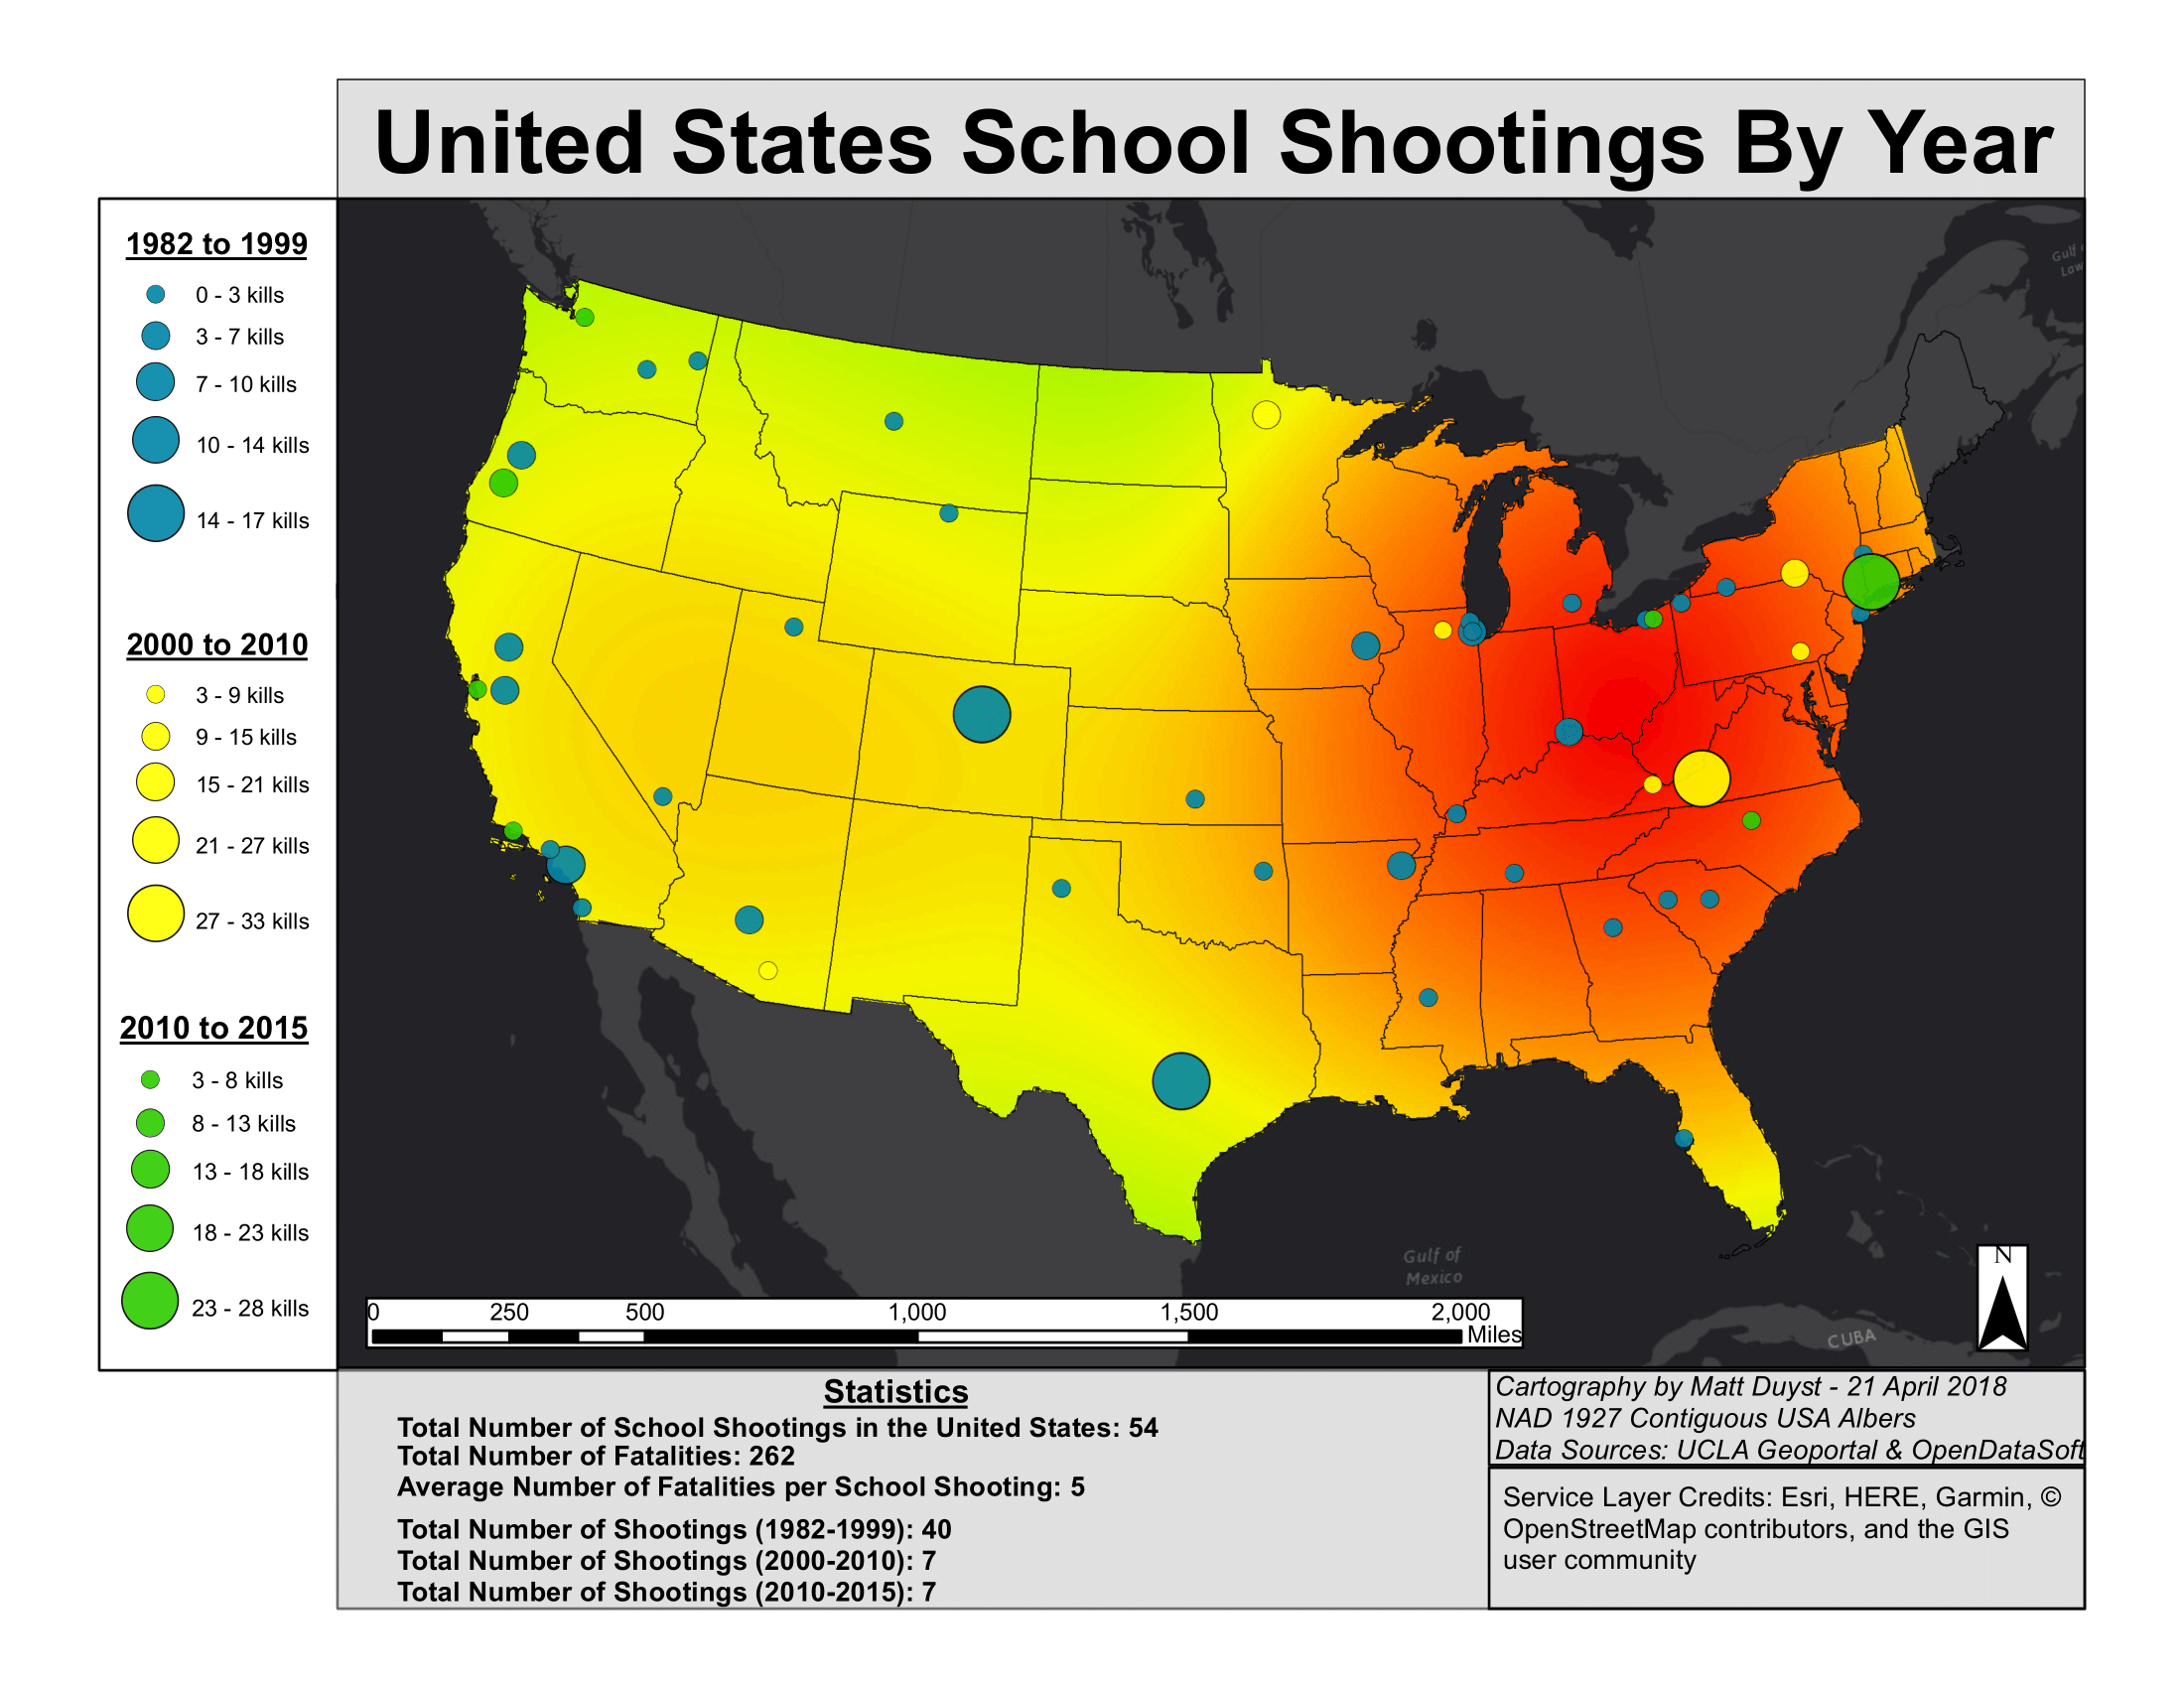 United States School Shootings By Year
1982 to 1999
0 - 3 kills
3 - 7 kills
7 - 10 kills
10 - 14 kills
14 - 17 kills
2000 to 2010
3 - 9 kills
9 - 15 kills
15 - 21 kills
21 - 27 kills
27 - 33 kills
2010 to 2015
3 - 8 kills
8 - 13 kills
13 - 18 kills
18 - 23 kills
23 - 28 kills
Gulf
Law
Gulf of
Mexico
CUBA
N
0 250 500 1,000 1,500 2,000
Miles
Statistics
Total Number of School Shootings in the United States: 54
Total Number of Fatalities: 262
Average Number of Fatalities per School Shooting: 5
Total Number of Shootings (1982-1999): 40
Total Number of Shootings (2000-2010): 7
Total Number of Shootings (2010-2015): 7
Cartography by Matt Duyst - 21 April 2018
NAD 1927 Contiguous USA Albers
Data Sources: UCLA Geoportal & OpenDataSoft
Service Layer Credits: Esri, HERE, Garmin, ©
OpenStreetMap contributors, and the GIS
user community